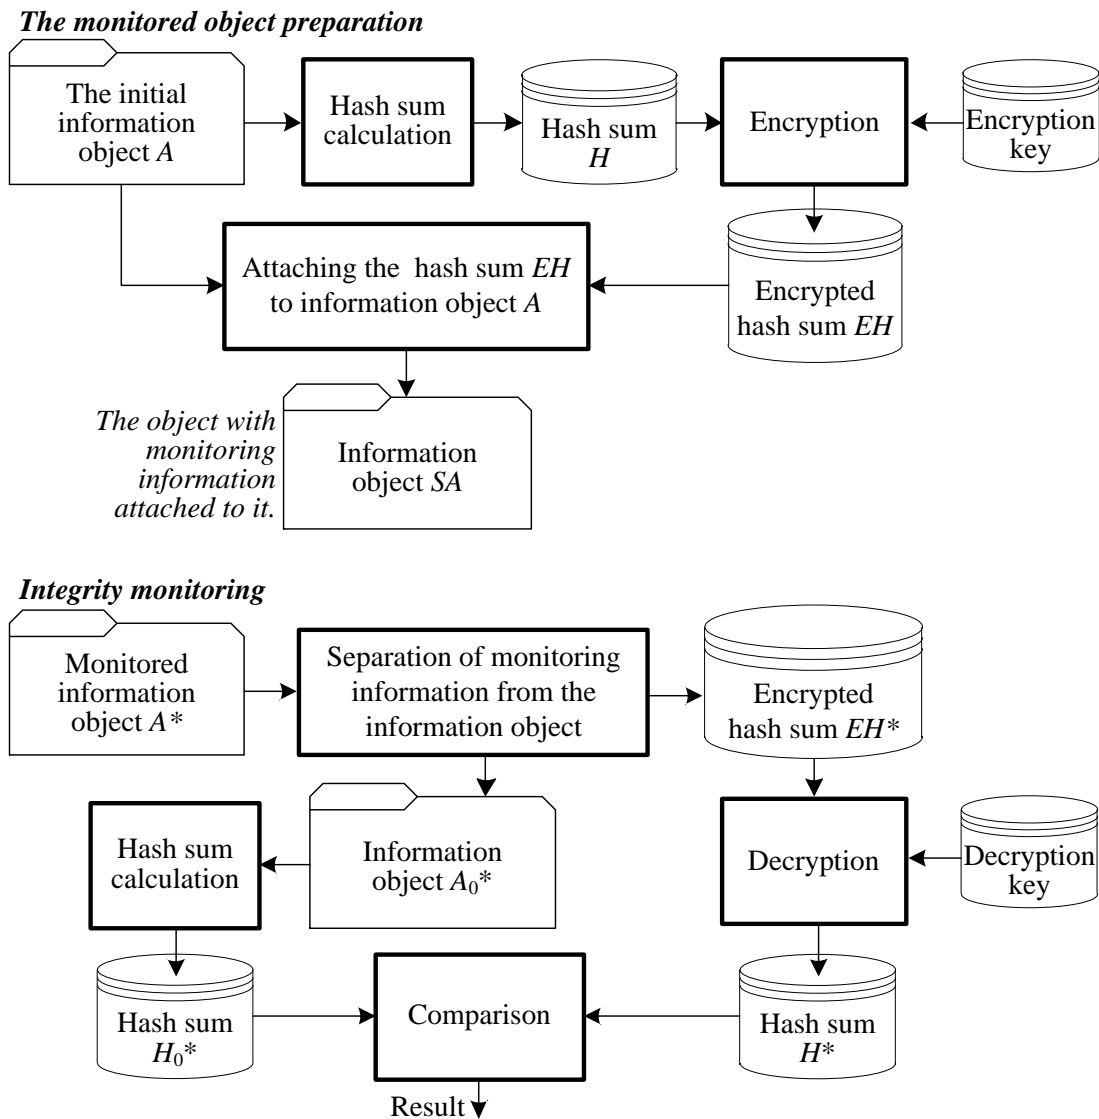 The monitored object preparation
The initial
information
object A
Hash sum
calculation
Hash sum
H
Encryption
Encryption
key
Attaching the hash sum EH
to information object A
Encrypted
hash sum EH
The object with
monitoring
information
attached to it.
Information
object SA
Integrity monitoring
Monitored
information
object A*
Separation of monitoring
information from the
information object
Encrypted
hash sum EH*
Hash sum
calculation
Information
object A₀*
Decryption
Decryption
key
Hash sum
H₀*
Comparison
Hash sum
H*
Result